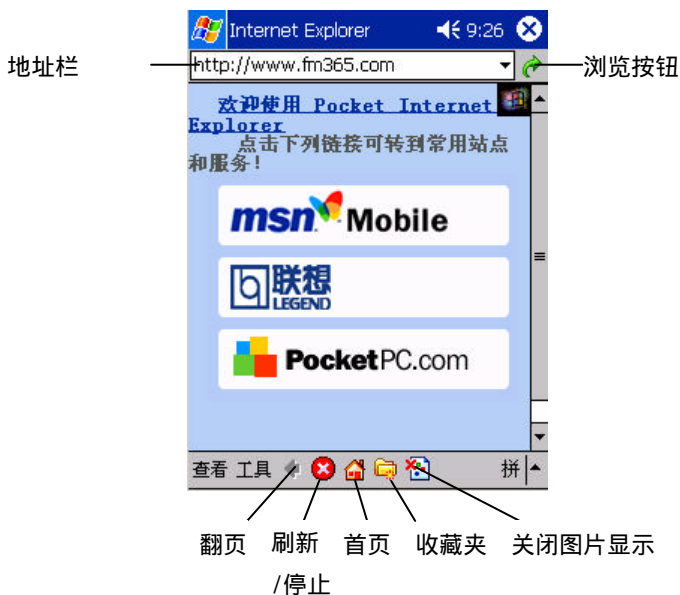 Internet Explorer 9:26
地址栏
http://www.fm365.com
浏览按钮
欢迎使用 Pocket Internet
Explorer
点击下列链接可转到常用站点
和服务!
msn Mobile
联想
LEGEND
PocketPC.com
查看 工具 拼
翻页 刷新 首页 收藏夹 关闭图片显示
/停止